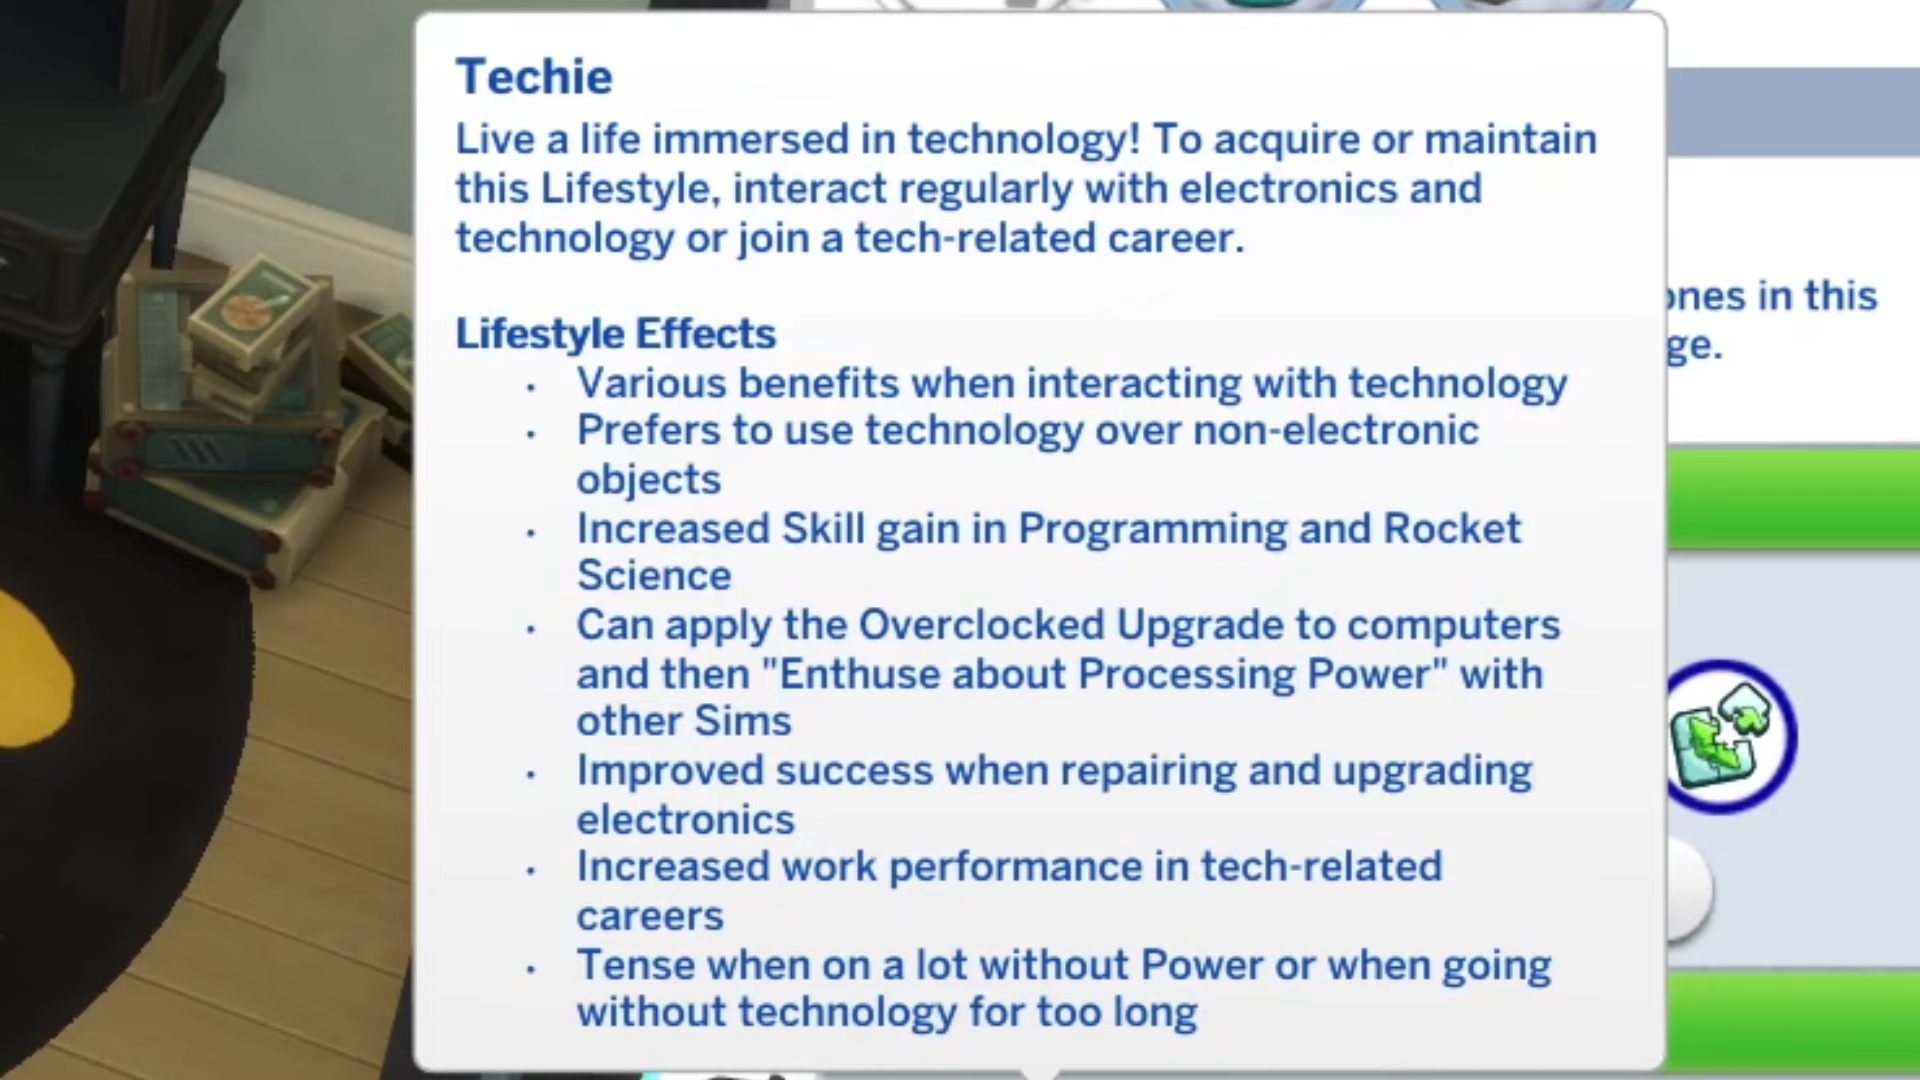 Techie
Live a life immersed in technology! To acquire or maintain
this Lifestyle, interact regularly with electronics and
technology or join a tech-related career.
Lifestyle Effects
· Various benefits when interacting with technology
· Prefers to use technology over non-electronic
objects
· Increased Skill gain in Programming and Rocket
Science
· Can apply the Overclocked Upgrade to computers
and then "Enthuse about Processing Power" with
other Sims
· Improved success when repairing and upgrading
electronics
· Increased work performance in tech-related
careers
· Tense when on a lot without Power or when going
without technology for too long
in this